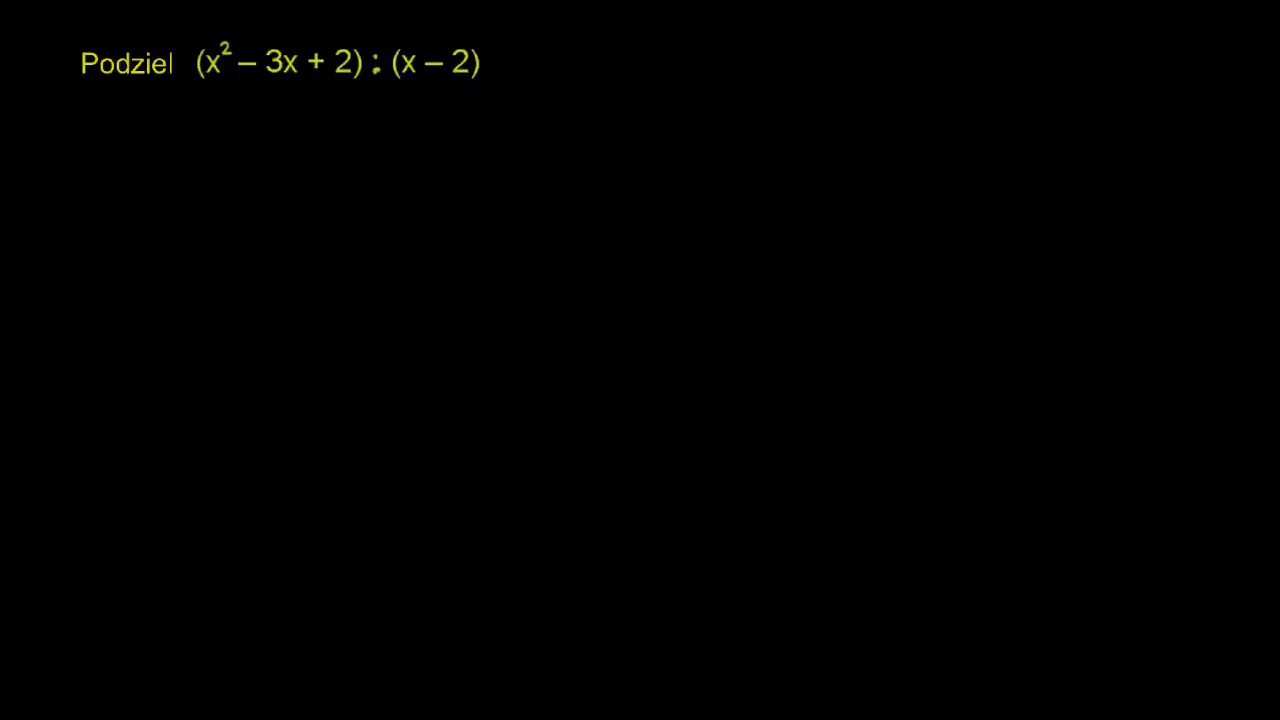 Podziel (x² – 3x + 2) : (x – 2)